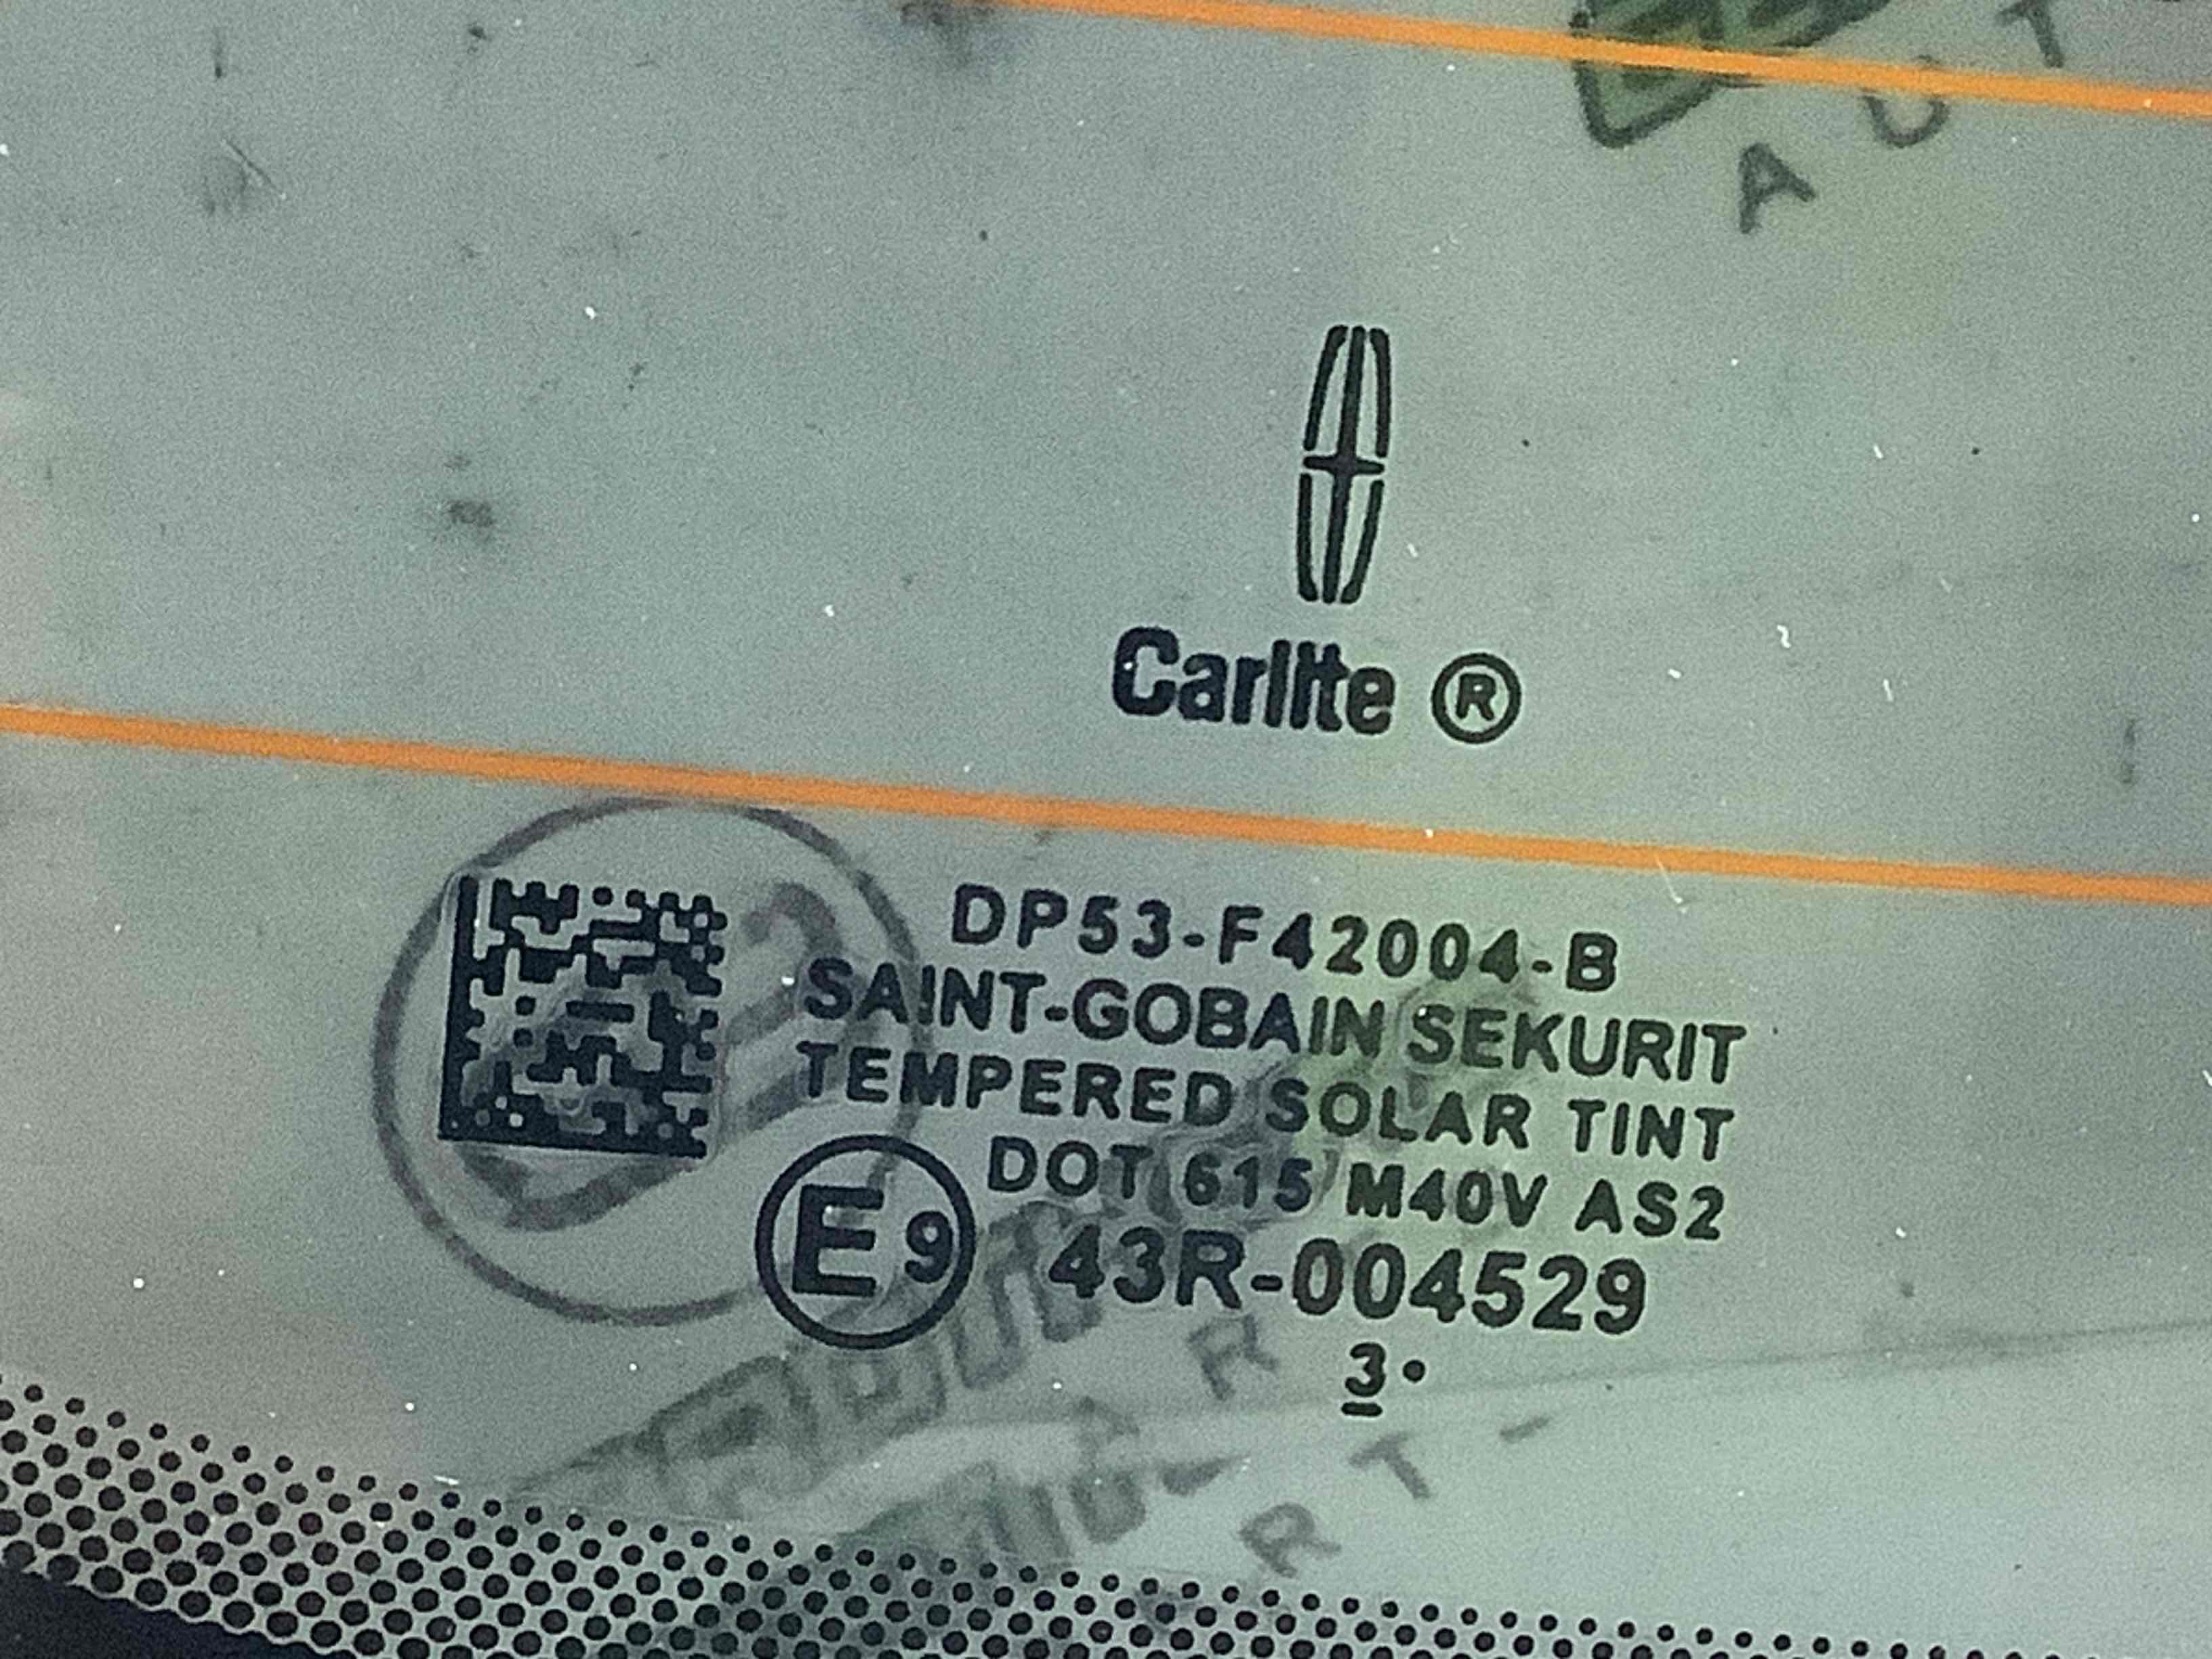 A U T
Carlite ®
DP53-F42004-B
SAINT-GOBAIN SEKURIT
TEMPERED SOLAR TINT
DOT 615 M40V AS2
E9 43R-004529
3.
R
R T -